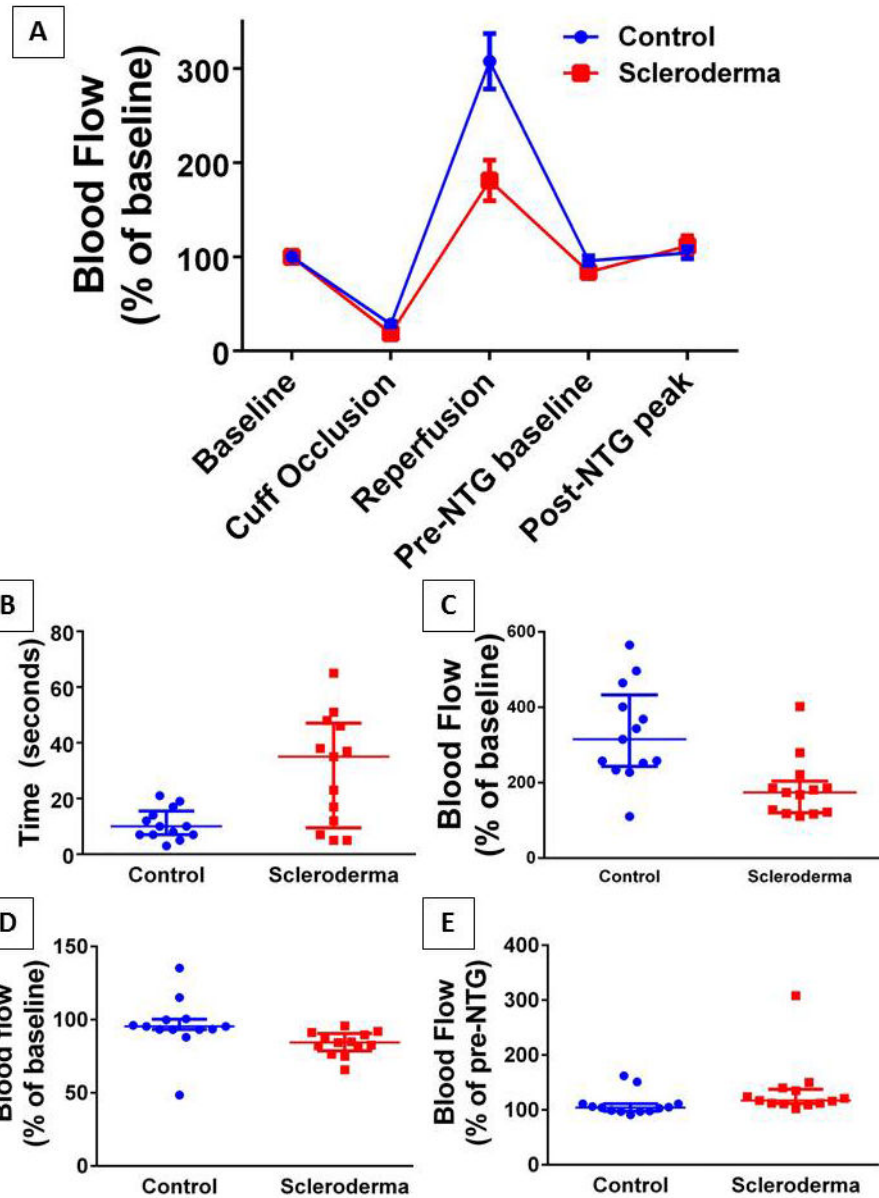 A
Blood Flow
(% of baseline)
300
200
100
0
Control
Scleroderma
Baseline
Cuff Occlusion
Reperfusion
Pre-NTG baseline
Post-NTG peak
B
Time (seconds)
80
60
40
20
0
Control
Scleroderma
C
Blood Flow
(% of baseline)
600
400
200
0
Control
Scleroderma
D
Blood flow
(% of baseline)
150
100
50
0
Control
Scleroderma
E
Blood Flow
(% of pre-NTG)
400
300
200
100
0
Control
Scleroderma